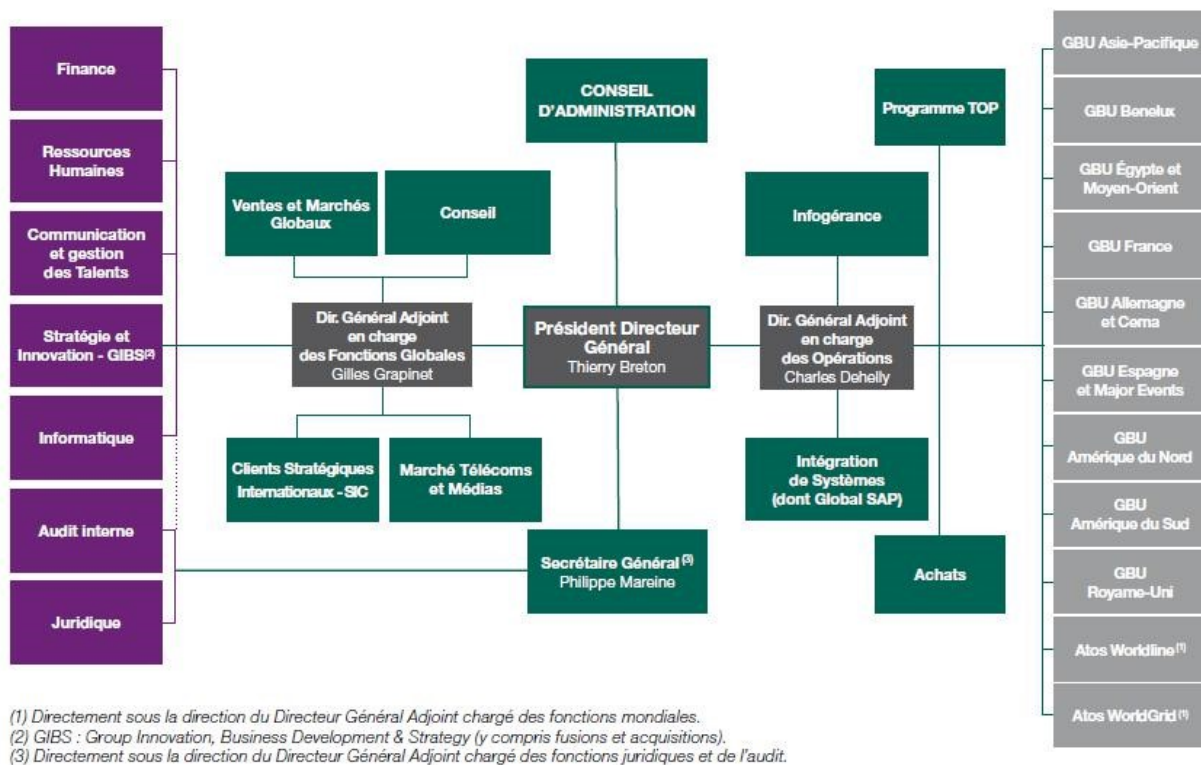 Finance
Ressources
Humaines
Communication
et gestion
des Talents
Stratégie et
Innovation - GIBS(2)
Informatique
Audit interne
Juridique
Ventes et Marchés
Globaux
Conseil
Dir. Général Adjoint
en charge
des Fonctions Globales
Gilles Grapinet
Clients Stratégiques
Internationaux - SIC
Marché Télécoms
et Médias
CONSEIL
D'ADMINISTRATION
Président Directeur
Général
Thierry Breton
Secrétaire Général (3)
Philippe Mareine
Programme TOP
Infogérance
Dir. Général Adjoint
en charge
des Opérations
Charles Dehelly
Intégration
de Systèmes
(dont Global SAP)
Achats
GBU Asie-Pacifique
GBU Benelux
GBU Égypte et
Moyen-Orient
GBU France
GBU Allemagne
et Cema
GBU Espagne
et Major Events
GBU
Amérique du Nord
GBU
Amérique du Sud
GBU
Royame-Uni
Atos Worldline (1)
Atos WorldGrid (1)
(1) Directement sous la direction du Directeur Général Adjoint chargé des fonctions mondiales.
(2) GIBS : Group Innovation, Business Development & Strategy (y compris fusions et acquisitions).
(3) Directement sous la direction du Directeur Général Adjoint chargé des fonctions juridiques et de l'audit.